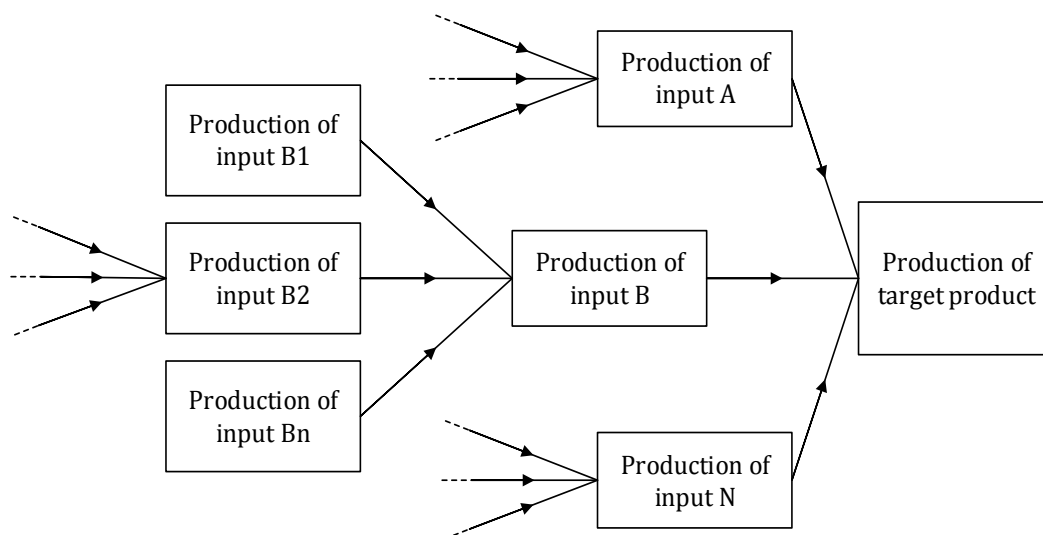 Production of
input A
Production of
input B1
Production of
input B2
Production of
input B
Production of
target product
Production of
input Bn
Production of
input N